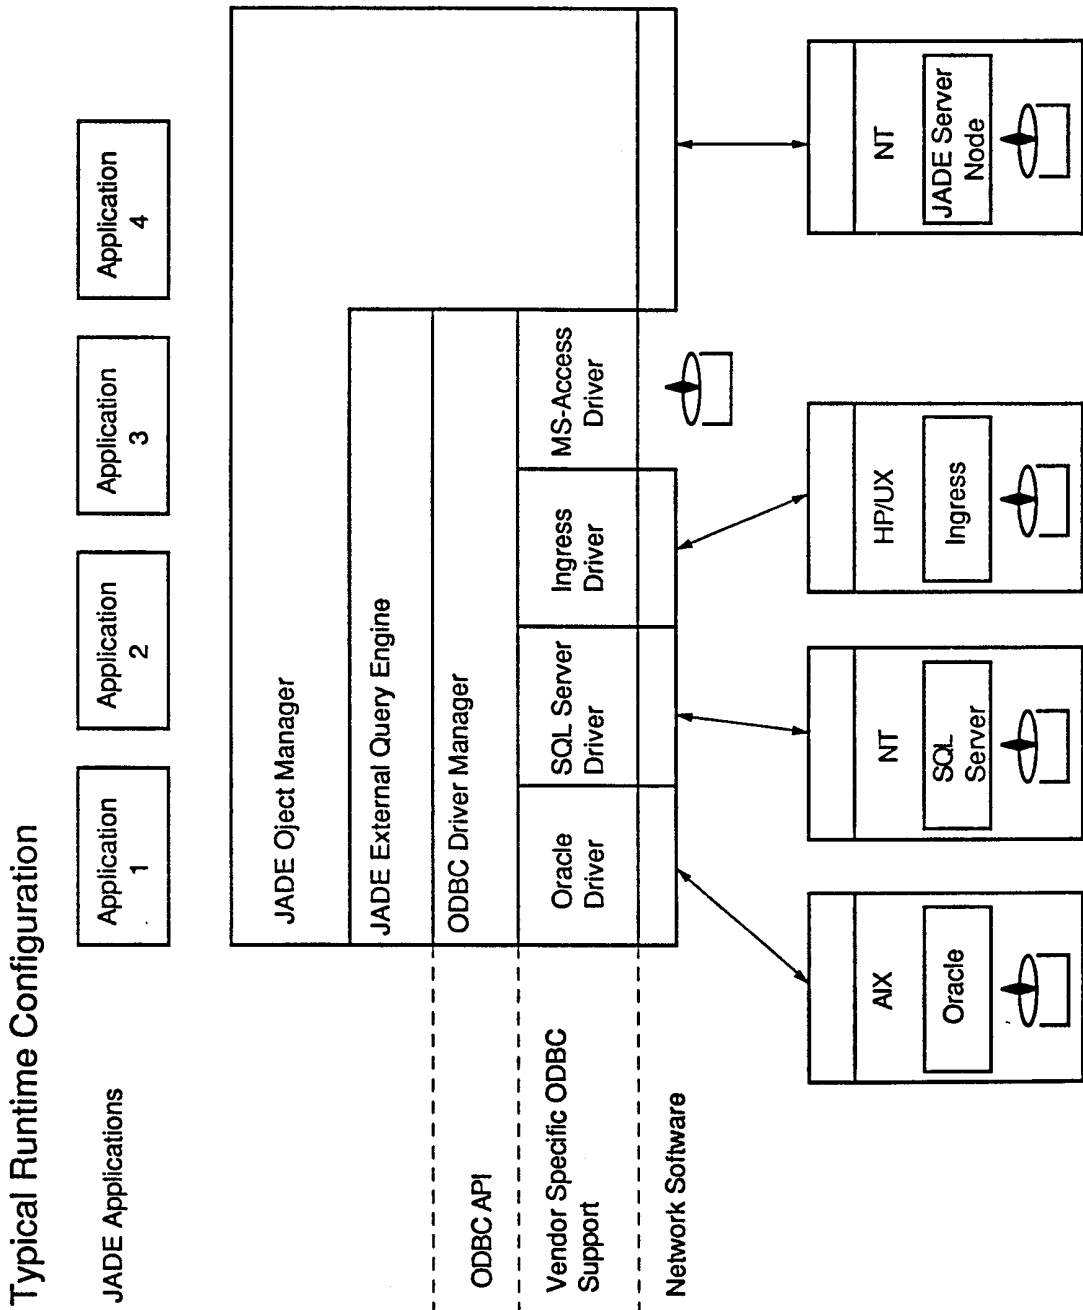 Typical Runtime Configuration
JADE Applications
Application
1
Application
2
Application
3
Application
4
JADE Oject Manager
JADE External Query Engine
ODBC API
ODBC Driver Manager
Vendor Specific ODBC
Support
Oracle
Driver
SQL Server
Driver
Ingress
Driver
MS-Access
Driver
Network Software
AIX
Oracle
NT
SQL
Server
HP/UX
Ingress
NT
JADE Server
Node